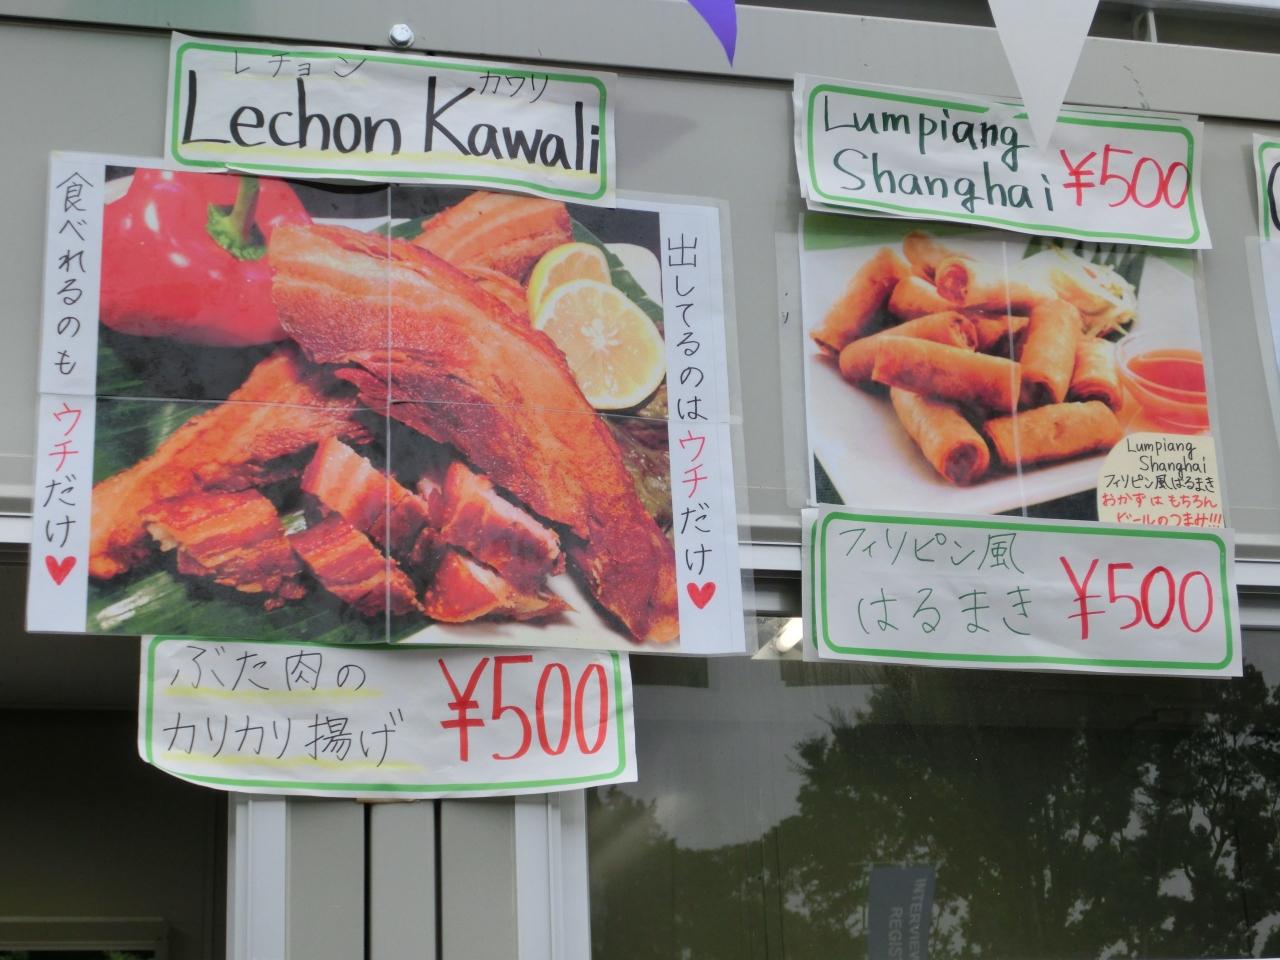 レチョン カワリ
Lechon Kawali
食べれるのもウチだけ♥
出してるのはウチだけ♥
ぶた肉の
カリカリ揚げ ¥500
Lumpiang
Shanghai ¥500
Lumpiang
Shanghai
フィリピン風はるまき
おかずはもちろん
ビールのつまみ!!!
フィリピン風
はるまき ¥500
INTERVIEW
REGIST